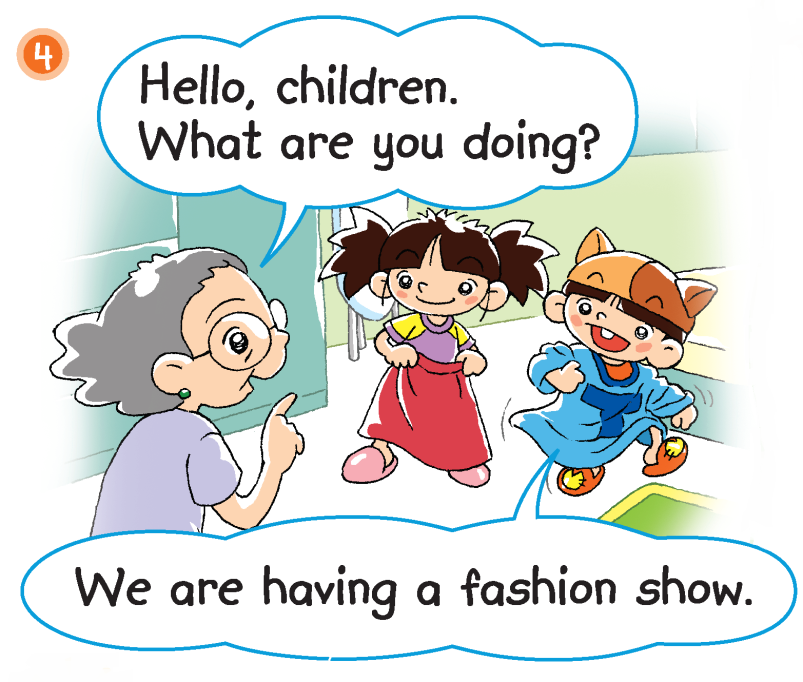 4
Hello, children.
What are you doing?
We are having a fashion show.